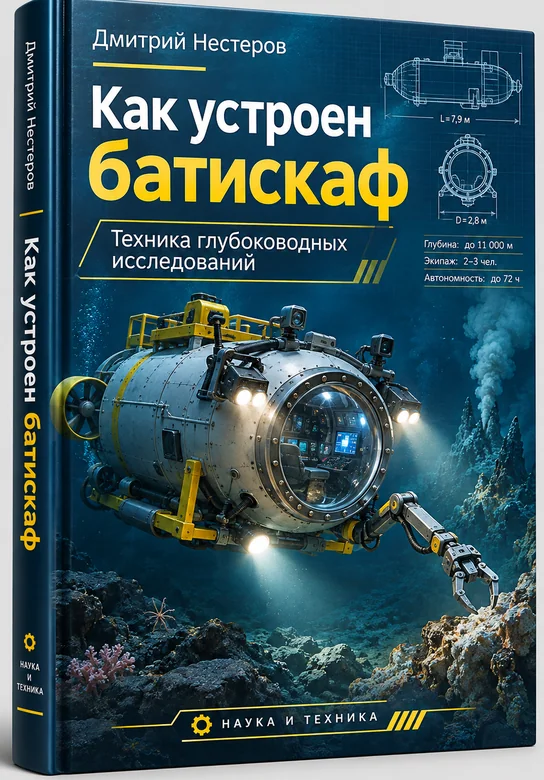 Дмитрий Нестеров
Как устроен
батискаф
Техника глубоководных
исследований
L=7,9 м
D=2,8 м
Глубина: до 11 000 м
Экипаж: 2–3 чел.
Автономность: до 72 ч
НАУКА И ТЕХНИКА
Дмитрий Нестеров
Как устроен батискаф
НАУКА
И
ТЕХНИКА